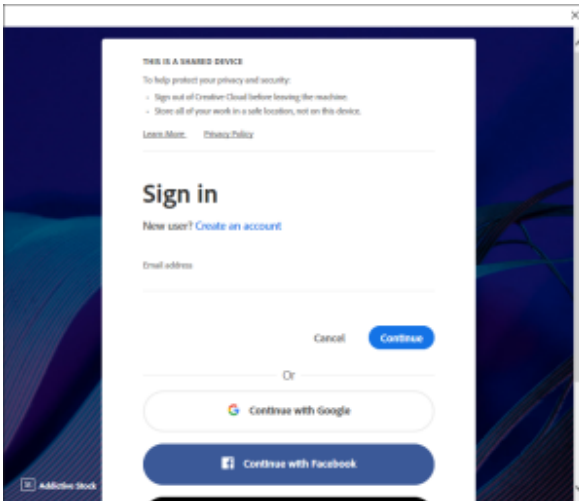 THIS IS A SHARED DEVICE
To help protect your privacy and security:
Sign out of Creative Cloud before leaving the machine.
Store all of your work in a safe location, not on this device.
Learn More Privacy Policy
Sign in
New user? Create an account
Email address
Cancel Continue
Or
Continue with Google
Continue with Facebook
Addictive Stock